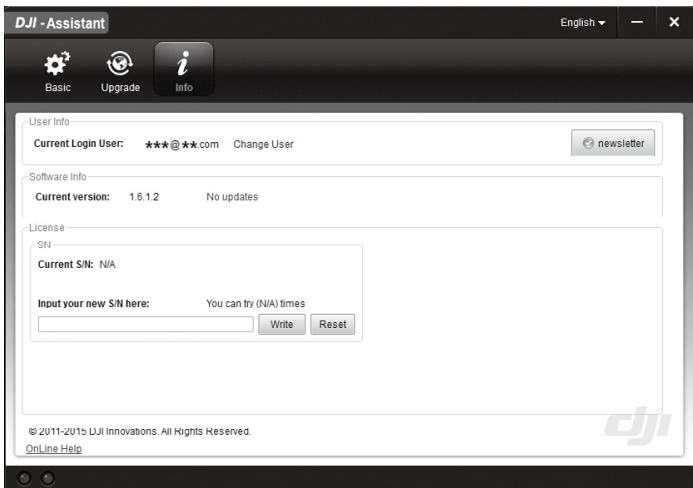 DJI - Assistant English
Basic Upgrade Info
User Info
Current Login User: ***@**.com Change User newsletter
Software Info
Current version: 1.6.1.2 No updates
License
SN
Current S/N: N/A
Input your new S/N here: You can try (N/A) times
Write Reset
© 2011-2015 DJI Innovations. All Rights Reserved.
OnLine Help
dji